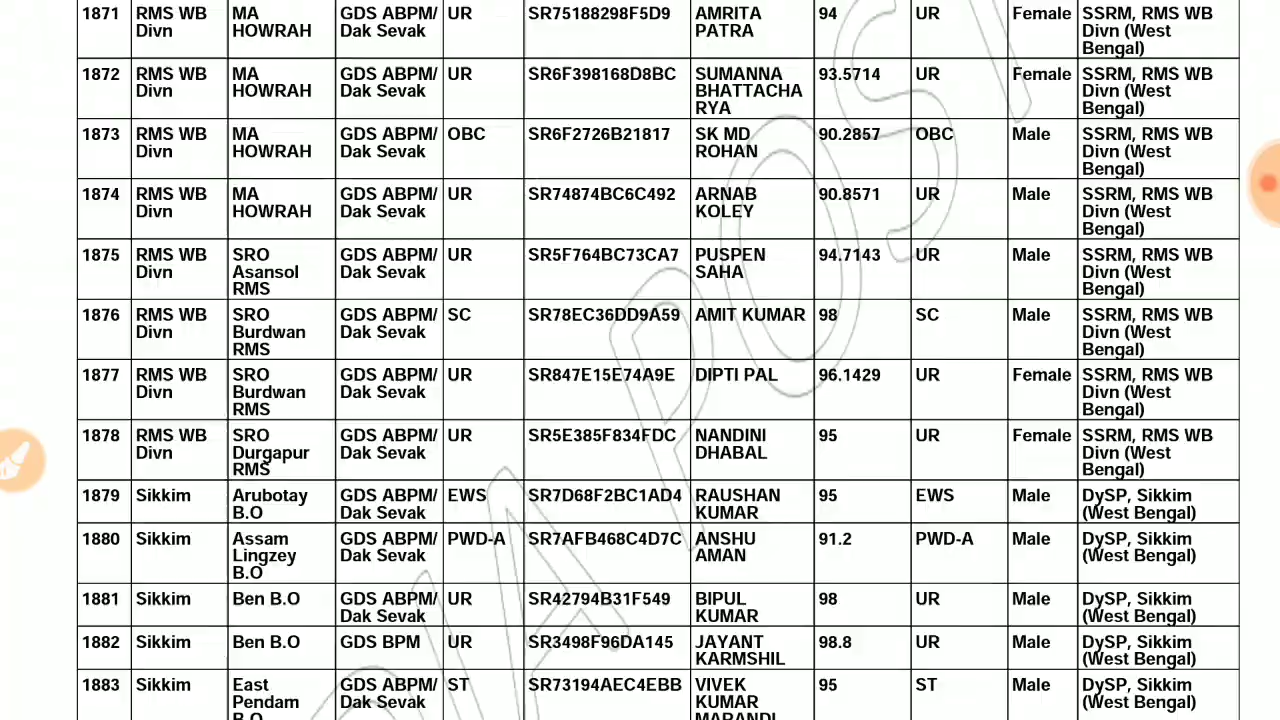 1871 RMS WB MA GDS ABPM/ UR SR75188298F5D9 AMRITA 94 UR Female SSRM, RMS WB
Divn HOWRAH Dak Sevak PATRA Divn (West
Bengal)
1872 RMS WB MA GDS ABPM/ UR SR6F398168D8BC SUMANNA 93.5714 UR Female SSRM, RMS WB
Divn HOWRAH Dak Sevak BHATTACHA Divn (West
RYA Bengal)
1873 RMS WB MA GDS ABPM/ OBC SR6F2726B21817 SK MD 90.2857 OBC Male SSRM, RMS WB
Divn HOWRAH Dak Sevak ROHAN Divn (West
Bengal)
1874 RMS WB MA GDS ABPM/ UR SR74874BC6C492 ARNAB 90.8571 UR Male SSRM, RMS WB
Divn HOWRAH Dak Sevak KOLEY Divn (West
Bengal)
1875 RMS WB SRO GDS ABPM/ UR SR5F764BC73CA7 PUSPEN 94.7143 UR Male SSRM, RMS WB
Divn Asansol Dak Sevak SAHA Divn (West
RMS Bengal)
1876 RMS WB SRO GDS ABPM/ SC SR78EC36DD9A59 AMIT KUMAR 98 SC Male SSRM, RMS WB
Divn Burdwan Dak Sevak Divn (West
RMS Bengal)
1877 RMS WB SRO GDS ABPM/ UR SR847E15E74A9E DIPTI PAL 96.1429 UR Female SSRM, RMS WB
Divn Burdwan Dak Sevak Divn (West
RMS Bengal)
1878 RMS WB SRO GDS ABPM/ UR SR5E385F834FDC NANDINI 95 UR Female SSRM, RMS WB
Divn Durgapur Dak Sevak DHABAL Divn (West
RMS Bengal)
1879 Sikkim Arubotay GDS ABPM/ EWS SR7D68F2BC1AD4 RAUSHAN 95 EWS Male DySP, Sikkim
B.O Dak Sevak KUMAR (West Bengal)
1880 Sikkim Assam GDS ABPM/ PWD-A SR7AFB468C4D7C ANSHU 91.2 PWD-A Male DySP, Sikkim
Lingzey Dak Sevak AMAN (West Bengal)
B.O
1881 Sikkim Ben B.O GDS ABPM/ UR SR42794B31F549 BIPUL 98 UR Male DySP, Sikkim
Dak Sevak KUMAR (West Bengal)
1882 Sikkim Ben B.O GDS BPM UR SR3498F96DA145 JAYANT 98.8 UR Male DySP, Sikkim
KARMSHIL (West Bengal)
1883 Sikkim East GDS ABPM/ ST SR73194AEC4EBB VIVEK 95 ST Male DySP, Sikkim
Pendam Dak Sevak KUMAR (West Bengal)
B.O MARANDI